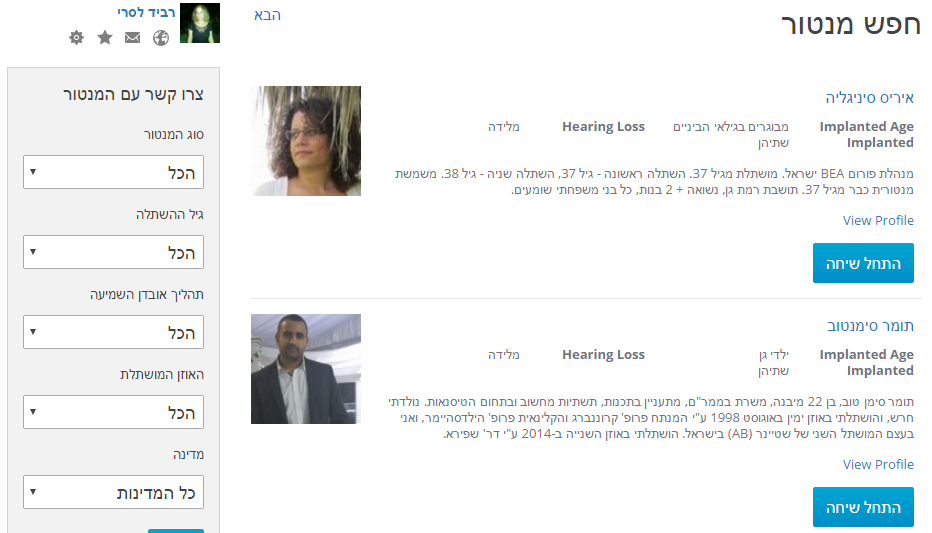 חפש מנטור
הבא
איריס סיניגליה
Implanted Age מבוגרים בגילאי הביניים Hearing Loss מלידה
Implanted שתיהן
מנהלת פורום BEA ישראל. מושתלת מגיל 37. השתלה ראשונה - גיל 37, השתלה שניה - גיל 38. משמשת
מנטורית כבר מגיל 37. תושבת רמת גן, נשואה + 2 בנות, כל בני משפחתי שומעים.
View Profile
התחל שיחה
תומר סימנטוב
Implanted Age ילדי גן Hearing Loss מלידה
Implanted שתיהן
תומר סימן טוב, בן 22 מיבנה, משרת בממר"ם, מתעניין בתכנות, תשתיות מחשוב ובתחום הטיסנאות. נולדתי
חרש, והושתלתי באוזן ימין באוגוסט 1998 ע"י המנתח פרופ' קרוננברג והקלינאית פרופ' הילדסהיימר, ואני
בעצם המושתל השני של שטיינר (AB) בישראל. הושתלתי באוזן השנייה ב-2014 ע"י דר' שפירא.
View Profile
התחל שיחה
רביד לסרי
צרו קשר עם המנטור
סוג המנטור
הכל
גיל ההשתלה
הכל
תהליך אובדן השמיעה
הכל
האוזן המושתלת
הכל
מדינה
כל המדינות